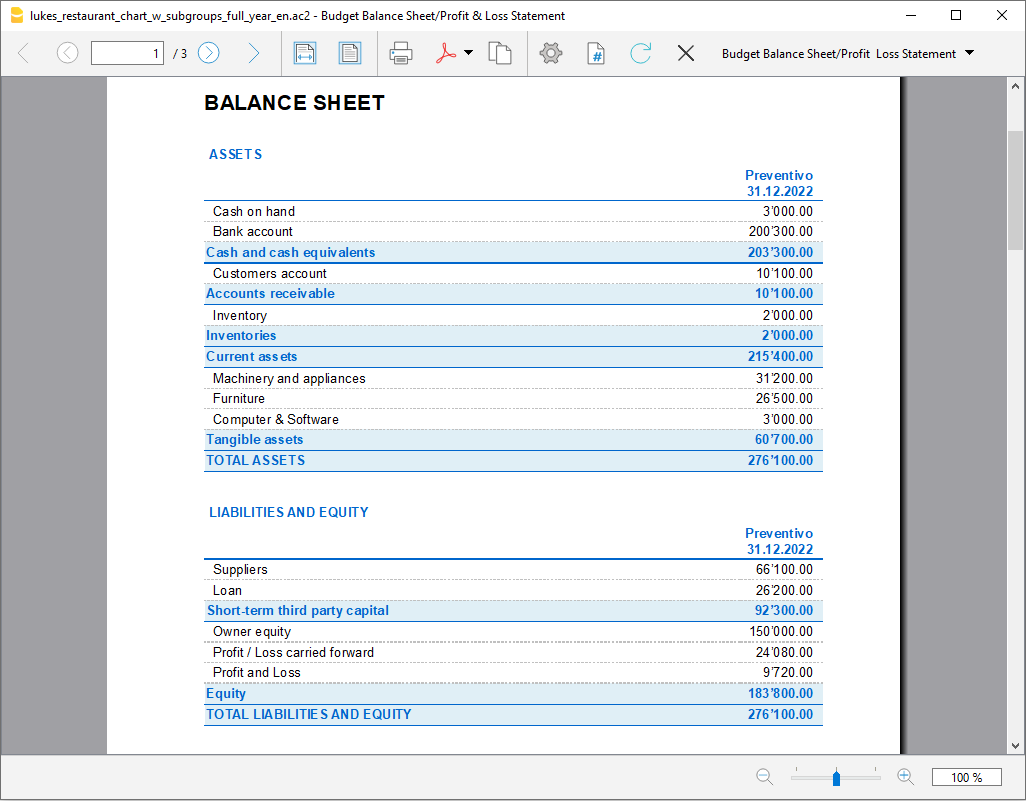 lukes_restaurant_chart_w_subgroups_full_year_en.ac2 - Budget Balance Sheet/Profit & Loss Statement
1 / 3 Budget Balance Sheet/Profit Loss Statement
BALANCE SHEET
ASSETS
Preventivo
31.12.2022
Cash on hand 3'000.00
Bank account 200'300.00
Cash and cash equivalents 203'300.00
Customers account 10'100.00
Accounts receivable 10'100.00
Inventory 2'000.00
Inventories 2'000.00
Current assets 215'400.00
Machinery and appliances 31'200.00
Furniture 26'500.00
Computer & Software 3'000.00
Tangible assets 60'700.00
TOTAL ASSETS 276'100.00
LIABILITIES AND EQUITY
Preventivo
31.12.2022
Suppliers 66'100.00
Loan 26'200.00
Short-term third party capital 92'300.00
Owner equity 150'000.00
Profit / Loss carried forward 24'080.00
Profit and Loss 9'720.00
Equity 183'800.00
TOTAL LIABILITIES AND EQUITY 276'100.00
100 %